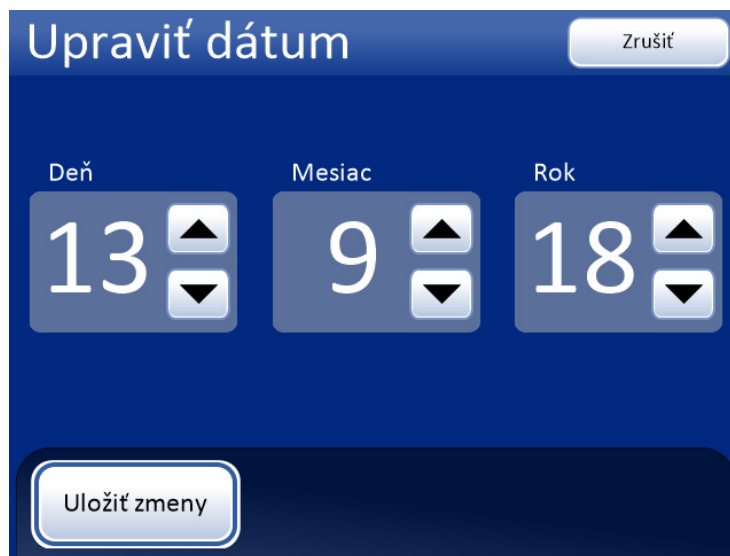 Upraviť dátum
Zrušiť
Deň
Mesiac
Rok
13
9
18
Uložiť zmeny